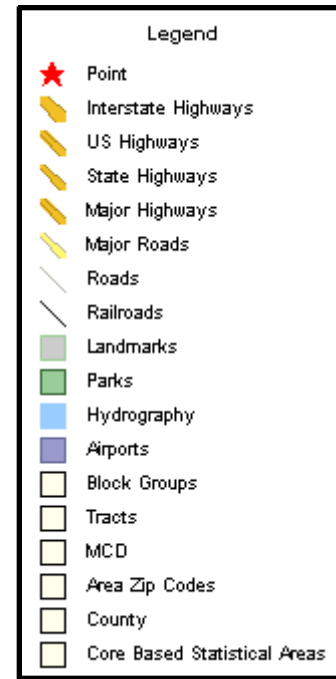 Legend
Point
Interstate Highways
US Highways
State Highways
Major Highways
Major Roads
Roads
Railroads
Landmarks
Parks
Hydrography
Airports
Block Groups
Tracts
MCD
Area Zip Codes
County
Core Based Statistical Areas